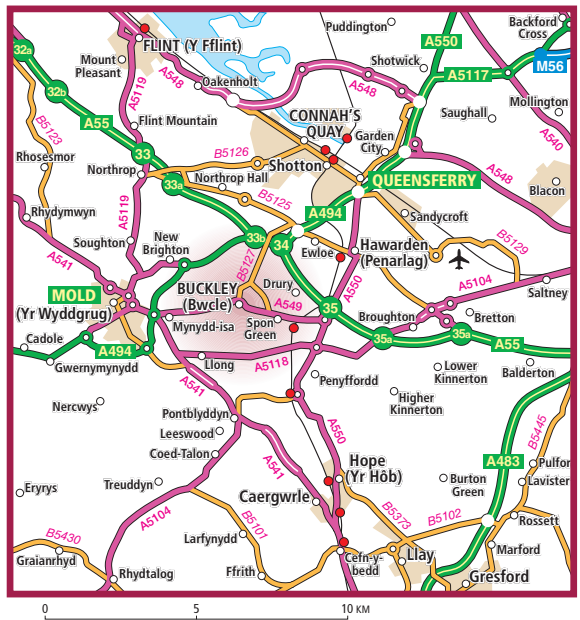 Puddington
Backford
Cross
32a
FLINT (Y Fflint)
A550
M56
Mount
Pleasant
A548
Shotwick
A5117
Oakenholt
A548
32b
A5119
CONNAH'S
QUAY
Mollington
A55
Flint Mountain
Saughall
A540
B5123
Garden
City
33
B5126
Rhosesmor
Shotton
A548
Northrop
33a
Northrop Hall
QUEENSFERRY
Blacon
B5125
A5119
A494
Sandycroft
Rhydymwyn
Soughton
New
Brighton
33b
34
Hawarden
(Penarlag)
B5129
A541
B5127
Ewloe
MOLD
(Yr Wyddgrug)
BUCKLEY
(Bwcle)
Drury
A550
A5104
Saltney
A549
35
Mynydd-isa
Spon
Green
Broughton
Bretton
Cadole
A494
35a
35a
A55
Gwernymynydd
Llong
A5118
Lower
Kinnerton
Balderton
A541
Penyffordd
Higher
Kinnerton
Nercwys
Pontblyddyn
B5445
Leeswood
A550
Coed-Talon
A541
Hope
(Yr Hôb)
A483
Pulfor
Eryrys
Treuddyn
Burton
Green
Lavister
Caergwrle
A5104
B5373
B5102
Rossett
B5430
Larfynydd
B5101
Graianrhyd
Cefn-y-
bedd
Llay
Marford
Rhydtalog
Ffrith
Gresford
0
5
10 KM